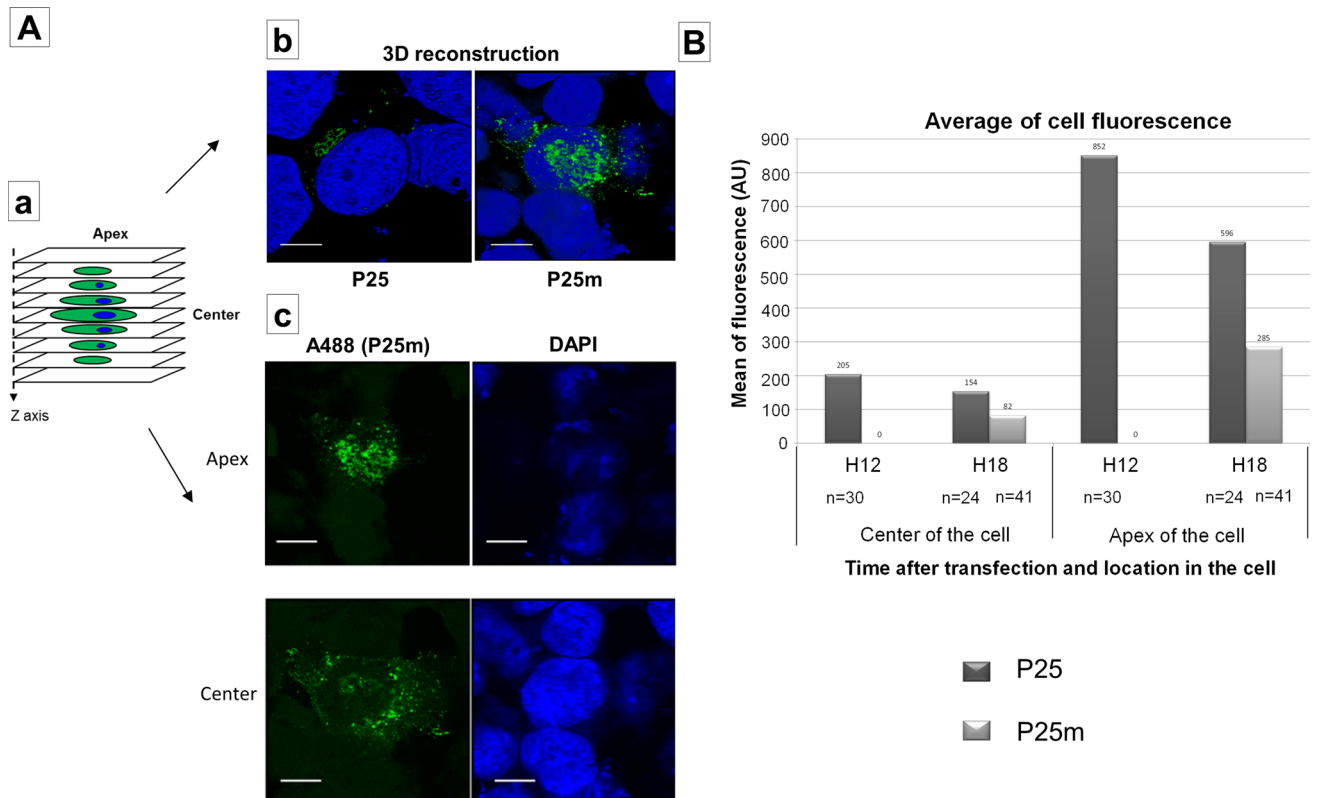 A
a
Apex
Center
Z axis
b
3D reconstruction
P25
P25m
c
A488 (P25m)
DAPI
Apex
Center
B
Average of cell fluorescence
Mean of fluorescence (AU)
900
800
700
600
500
400
300
200
100
0
205
0
154
82
852
0
596
285
H12
H18
H12
H18
n=30
n=24
n=41
n=30
n=24
n=41
Center of the cell
Apex of the cell
Time after transfection and location in the cell
P25
P25m